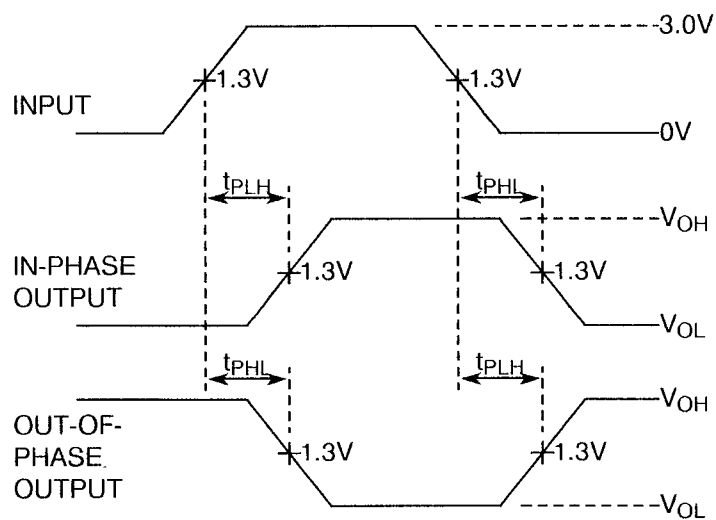 3.0V
1.3V
1.3V
INPUT
0V
tPLH
tPHL
VOH
IN-PHASE
OUTPUT
1.3V
1.3V
VOL
tPHL
tPLH
VOH
OUT-OF-
PHASE
OUTPUT
1.3V
1.3V
VOL